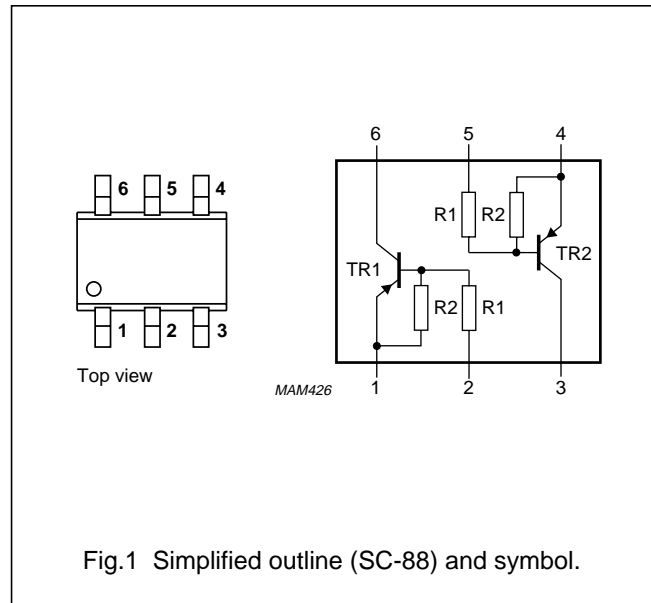 6 5 4
6 5 4
R1 R2
TR1 TR2
R2 R1
1 2 3
Top view
MAM426
1 2 3
Fig.1 Simplified outline (SC-88) and symbol.